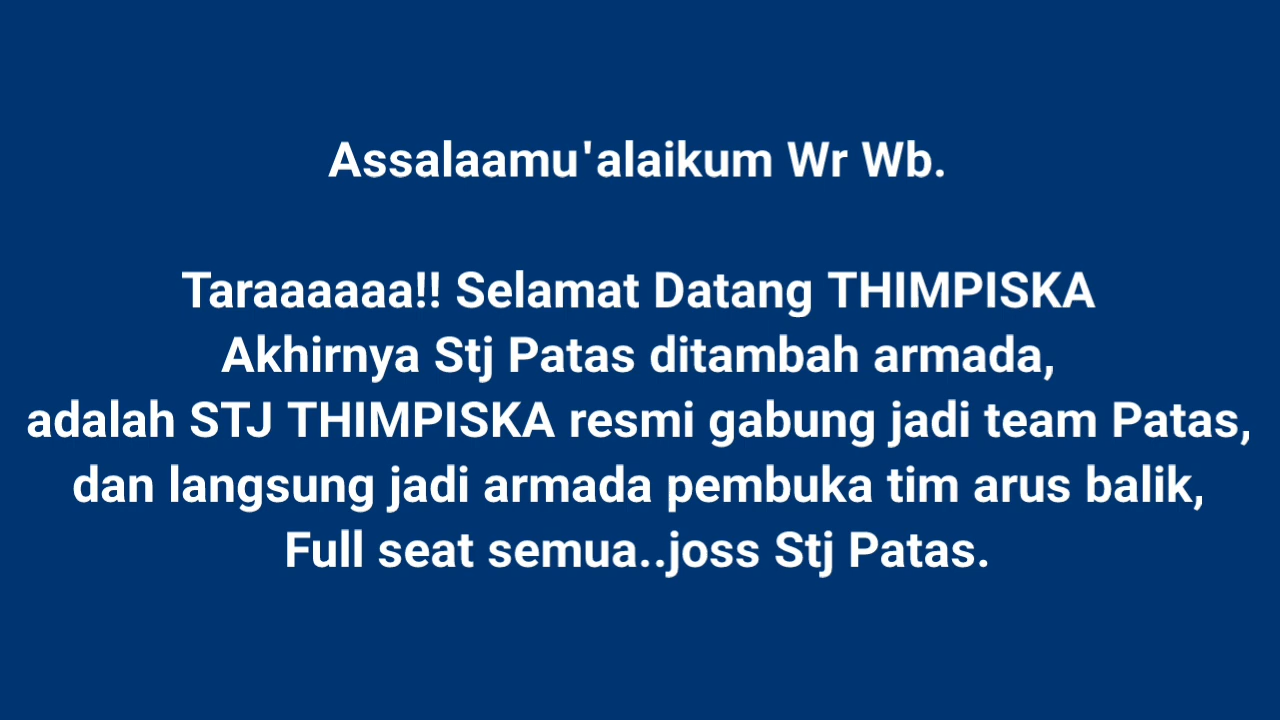 Assalaamu'alaikum Wr Wb.
Taraaaaaa!! Selamat Datang THIMPISKA
Akhirnya Stj Patas ditambah armada,
adalah STJ THIMPISKA resmi gabung jadi team Patas,
dan langsung jadi armada pembuka tim arus balik,
Full seat semua..joss Stj Patas.